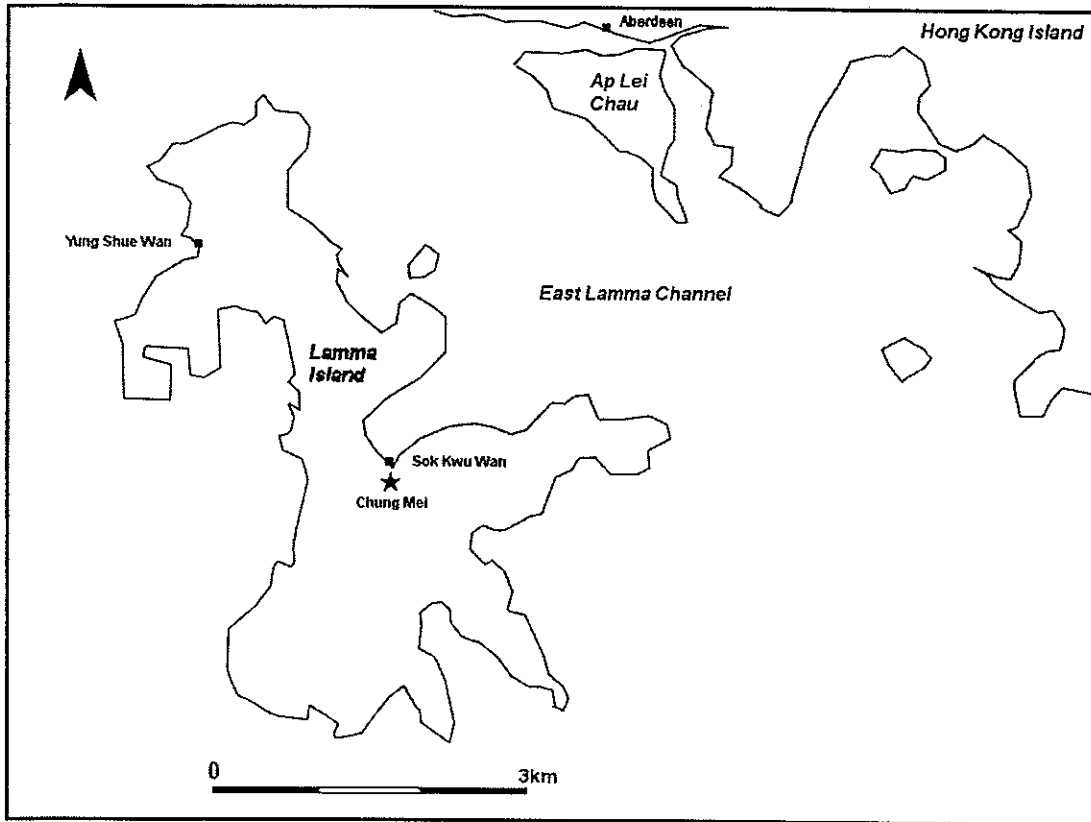 Aberdeen
Hong Kong Island
Ap Lei
Chau
Yung Shue Wan
East Lamma Channel
Lamma
Island
Sok Kwu Wan
Chung Mei
0 3km